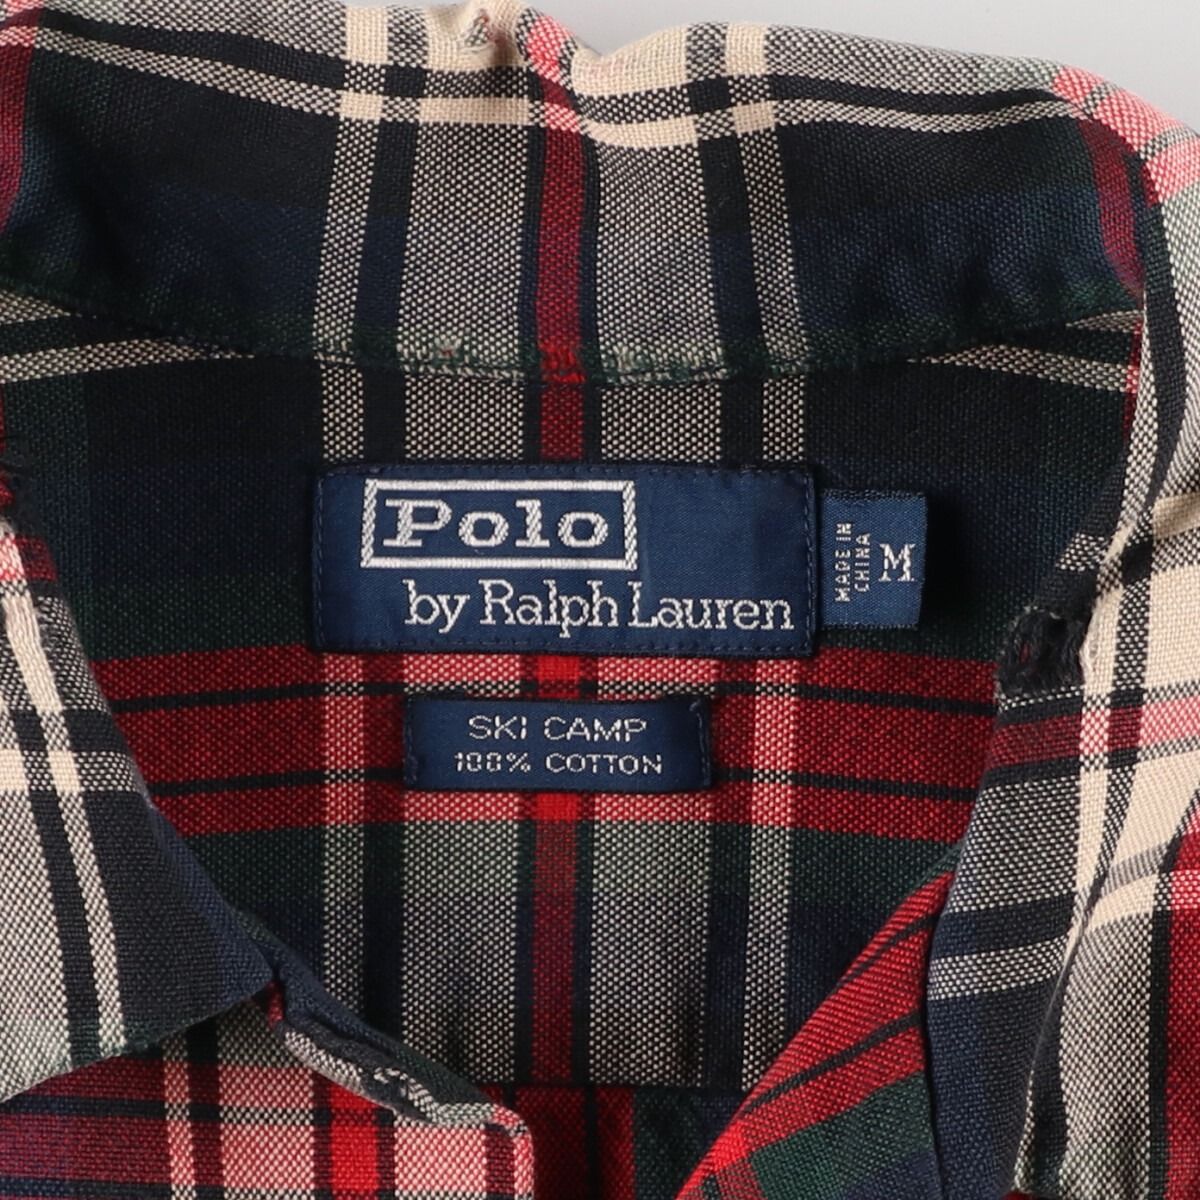 Polo
by Ralph Lauren
MADE IN
CHINA
M
SKI CAMP
100% COTTON